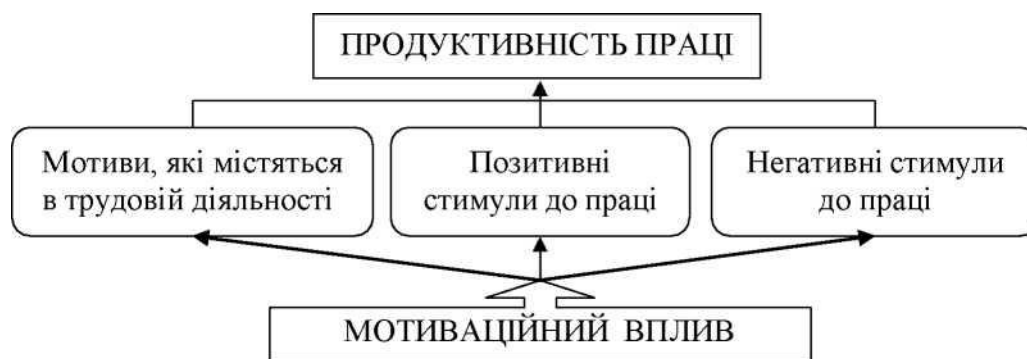 ПРОДУКТИВНІСТЬ ПРАЦІ
Мотиви, які містяться
в трудовій діяльності
Позитивні
стимули до праці
Негативні стимули
до праці
МОТИВАЦІЙНИЙ ВПЛИВ